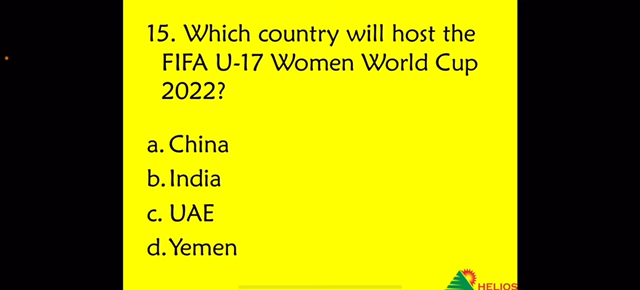 15. Which country will host the
FIFA U-17 Women World Cup
2022?
a. China
b. India
c. UAE
d. Yemen
HELIOS